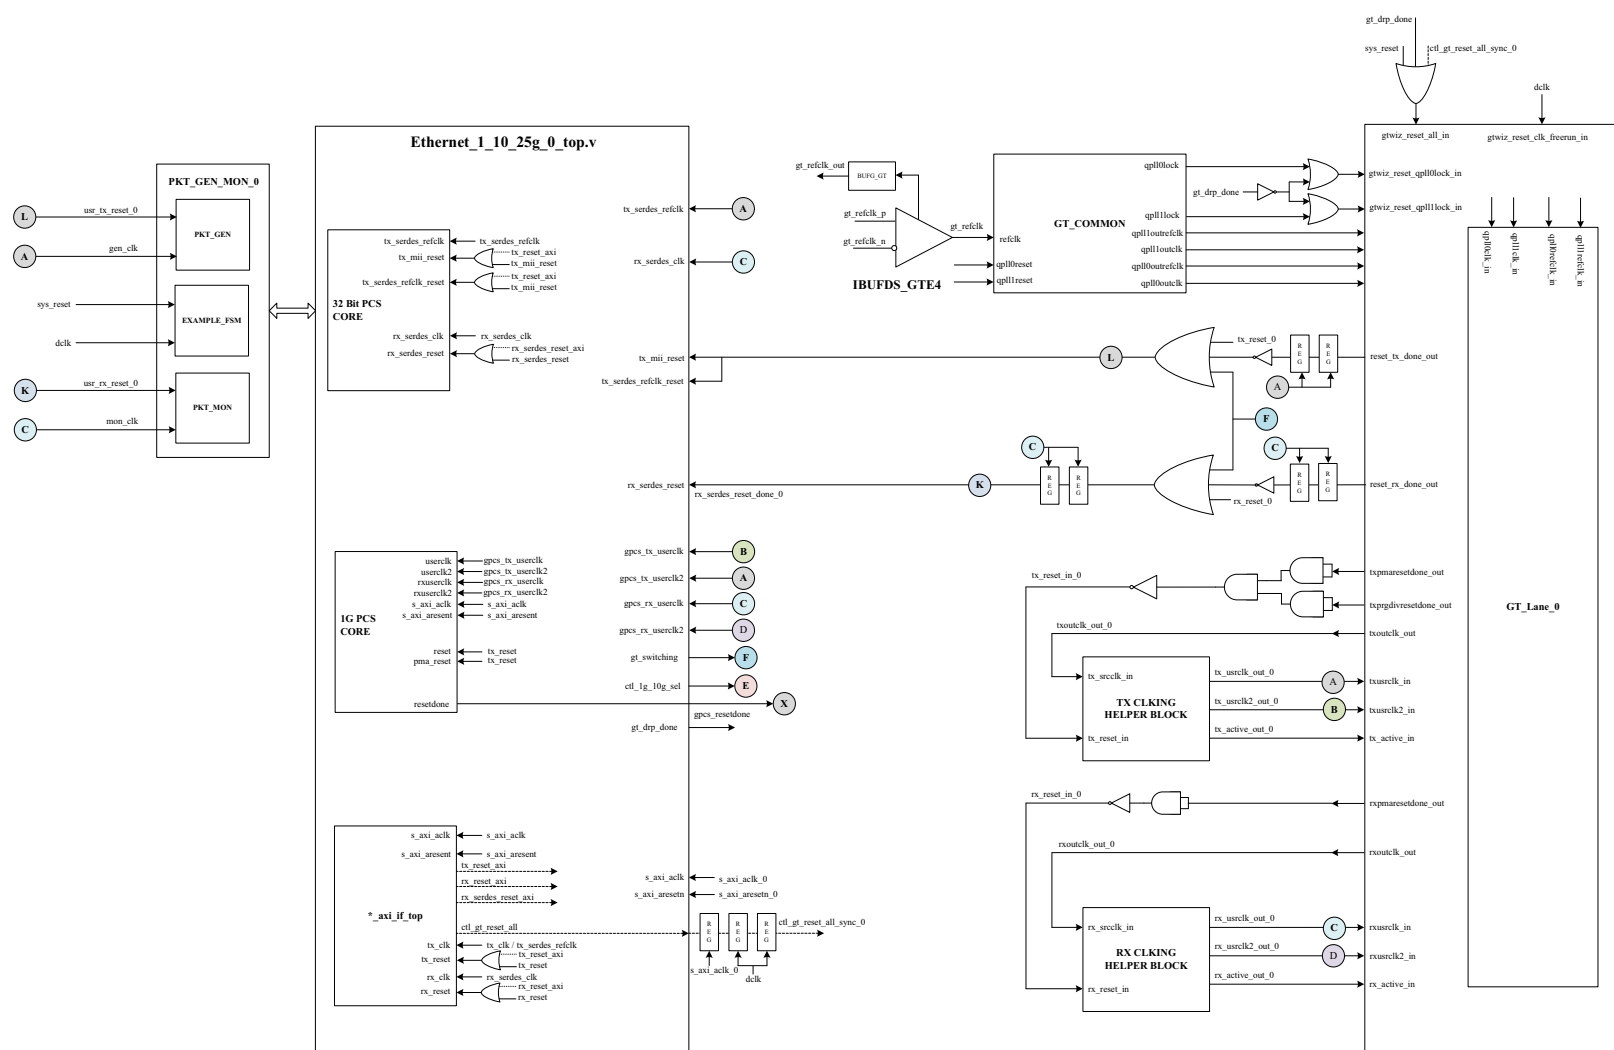 gt_drp_done
sys_reset
ctl_gt_reset_all_sync_0
dclk
gtwiz_reset_all_in
gtwiz_reset_clk_freerun_in
PKT_GEN_MON_0
L
usr_tx_reset_0
PKT_GEN
A
gen_clk
sys_reset
EXAMPLE_FSM
dclk
K
usr_rx_reset_0
PKT_MON
C
mon_clk
Ethernet_1_10_25g_0_top.v
tx_serdes_refclk
A
rx_serdes_clk
C
32 Bit PCS
CORE
tx_serdes_refclk
tx_serdes_refclk
tx_mii_reset
tx_reset_axi
tx_mii_reset
tx_serdes_refclk_reset
tx_reset_axi
tx_mii_reset
rx_serdes_clk
rx_serdes_clk
rx_serdes_reset
rx_serdes_reset_axi
rx_serdes_reset
tx_mii_reset
tx_serdes_refclk_reset
rx_serdes_reset
rx_serdes_reset_done_0
gt_refclk_out
BUFG_GT
gt_refclk_p
gt_refclk_n
gt_refclk
IBUFDS_GTE4
GT_COMMON
refclk
qpll0reset
qpll1reset
qpll0lock
qpll1lock
qpll1outrefclk
qpll1outclk
qpll0outrefclk
qpll0outclk
gt_drp_done
gtwiz_reset_qpll0lock_in
gtwiz_reset_qpll1lock_in
qpll0clk_in
qpll1clk_in
qpll0refclk_in
qpll1refclk_in
GT_Lane_0
L
tx_reset_0
REG
REG
A
reset_tx_done_out
F
K
C
REG
REG
C
REG
REG
rx_reset_0
reset_rx_done_out
1G PCS
CORE
userclk
gpcs_tx_userclk
userclk2
gpcs_tx_userclk2
rxuserclk
gpcs_rx_userclk
rxuserclk2
gpcs_rx_userclk2
s_axi_aclk
s_axi_aclk
s_axi_aresent
s_axi_aresent
reset
tx_reset
pma_reset
tx_reset
resetdone
gpcs_tx_userclk
B
gpcs_tx_userclk2
A
gpcs_rx_userclk
C
gpcs_rx_userclk2
D
gt_switching
F
ctl_1g_10g_sel
E
X
gpcs_resetdone
gt_drp_done
tx_reset_in_0
txpmaresetdone_out
txprgdivresetdone_out
txoutclk_out_0
txoutclk_out
TX CLKING
HELPER BLOCK
tx_srcclk_in
tx_reset_in
tx_usrclk_out_0
A
txusrclk_in
tx_usrclk2_out_0
B
txusrclk2_in
tx_active_out_0
tx_active_in
rx_reset_in_0
rxpmaresetdone_out
rxoutclk_out_0
rxoutclk_out
RX CLKING
HELPER BLOCK
rx_srcclk_in
rx_reset_in
rx_usrclk_out_0
C
rxusrclk_in
rx_usrclk2_out_0
D
rxusrclk2_in
rx_active_out_0
rx_active_in
*_axi_if_top
s_axi_aclk
s_axi_aclk
s_axi_aresent
s_axi_aresent
tx_reset_axi
rx_reset_axi
rx_serdes_reset_axi
ctl_gt_reset_all
tx_clk
tx_clk / tx_serdes_refclk
tx_reset
tx_reset_axi
tx_reset
rx_clk
rx_serdes_clk
rx_reset
rx_reset_axi
rx_reset
s_axi_aclk
s_axi_aclk_0
s_axi_aresetn
s_axi_aresetn_0
REG
REG
REG
ctl_gt_reset_all_sync_0
s_axi_aclk_0
dclk